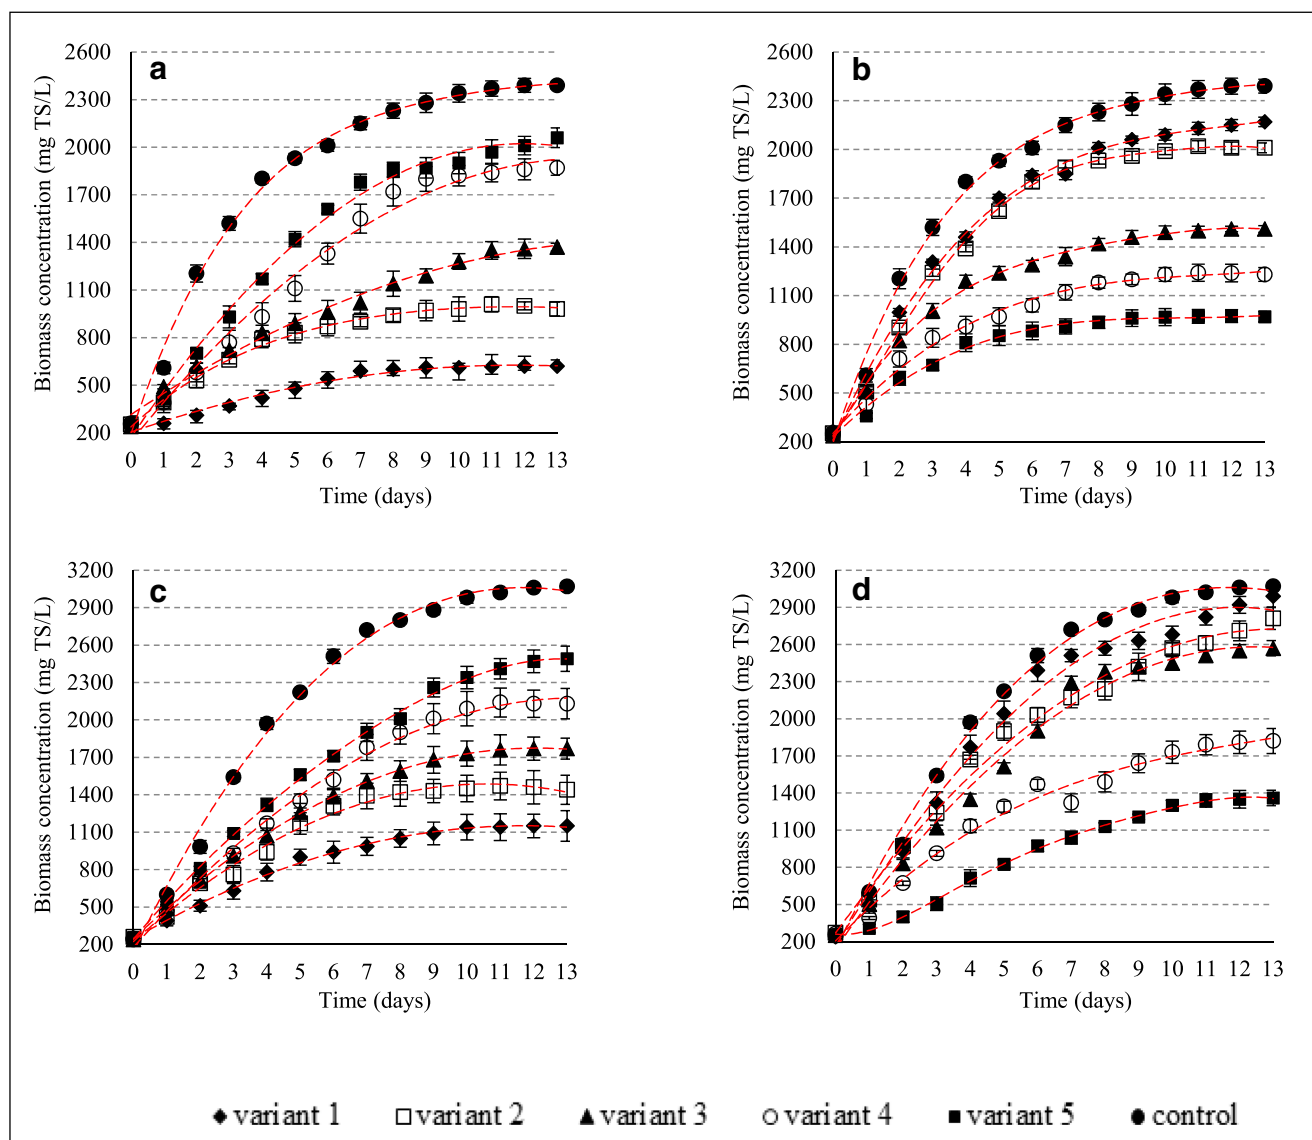 a
Biomass concentration (mg TS/L)
2600
2300
2000
1700
1400
1100
800
500
200
0 1 2 3 4 5 6 7 8 9 10 11 12 13
Time (days)
b
Biomass concentration (mg TS/L)
2600
2300
2000
1700
1400
1100
800
500
200
0 1 2 3 4 5 6 7 8 9 10 11 12 13
Time (days)
c
Biomass concentration (mg TS/L)
3200
2900
2600
2300
2000
1700
1400
1100
800
500
200
0 1 2 3 4 5 6 7 8 9 10 11 12 13
Time (days)
d
Biomass concentration (mg TS/L)
3200
2900
2600
2300
2000
1700
1400
1100
800
500
200
0 1 2 3 4 5 6 7 8 9 10 11 12 13
Time (days)
variant 1 variant 2 variant 3 variant 4 variant 5 control